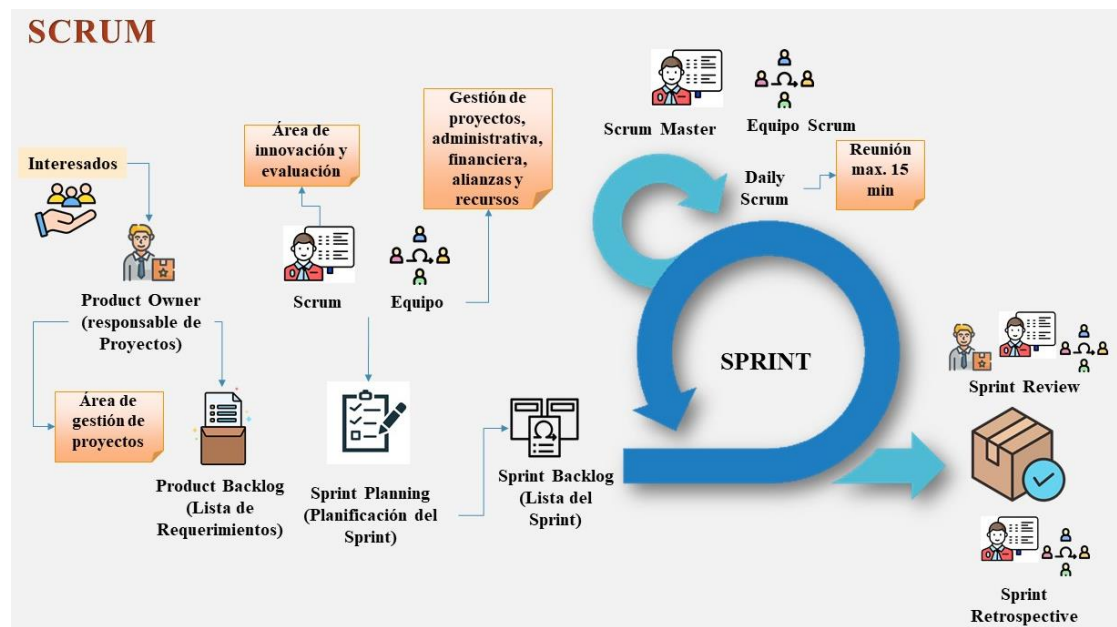 SCRUM
Interesados
Product Owner
(responsable de
Proyectos)
Área de
gestión de
proyectos
Product Backlog
(Lista de
Requerimientos)
Área de
innovación y
evaluación
Scrum
Equipo
Gestión de
proyectos,
administrativa,
financiera,
alianzas y
recursos
Sprint Planning
(Planificación del
Sprint)
Sprint Backlog
(Lista del
Sprint)
Scrum Master
Equipo Scrum
Daily
Scrum
Reunión
max. 15
min
SPRINT
Sprint Review
Sprint
Retrospective